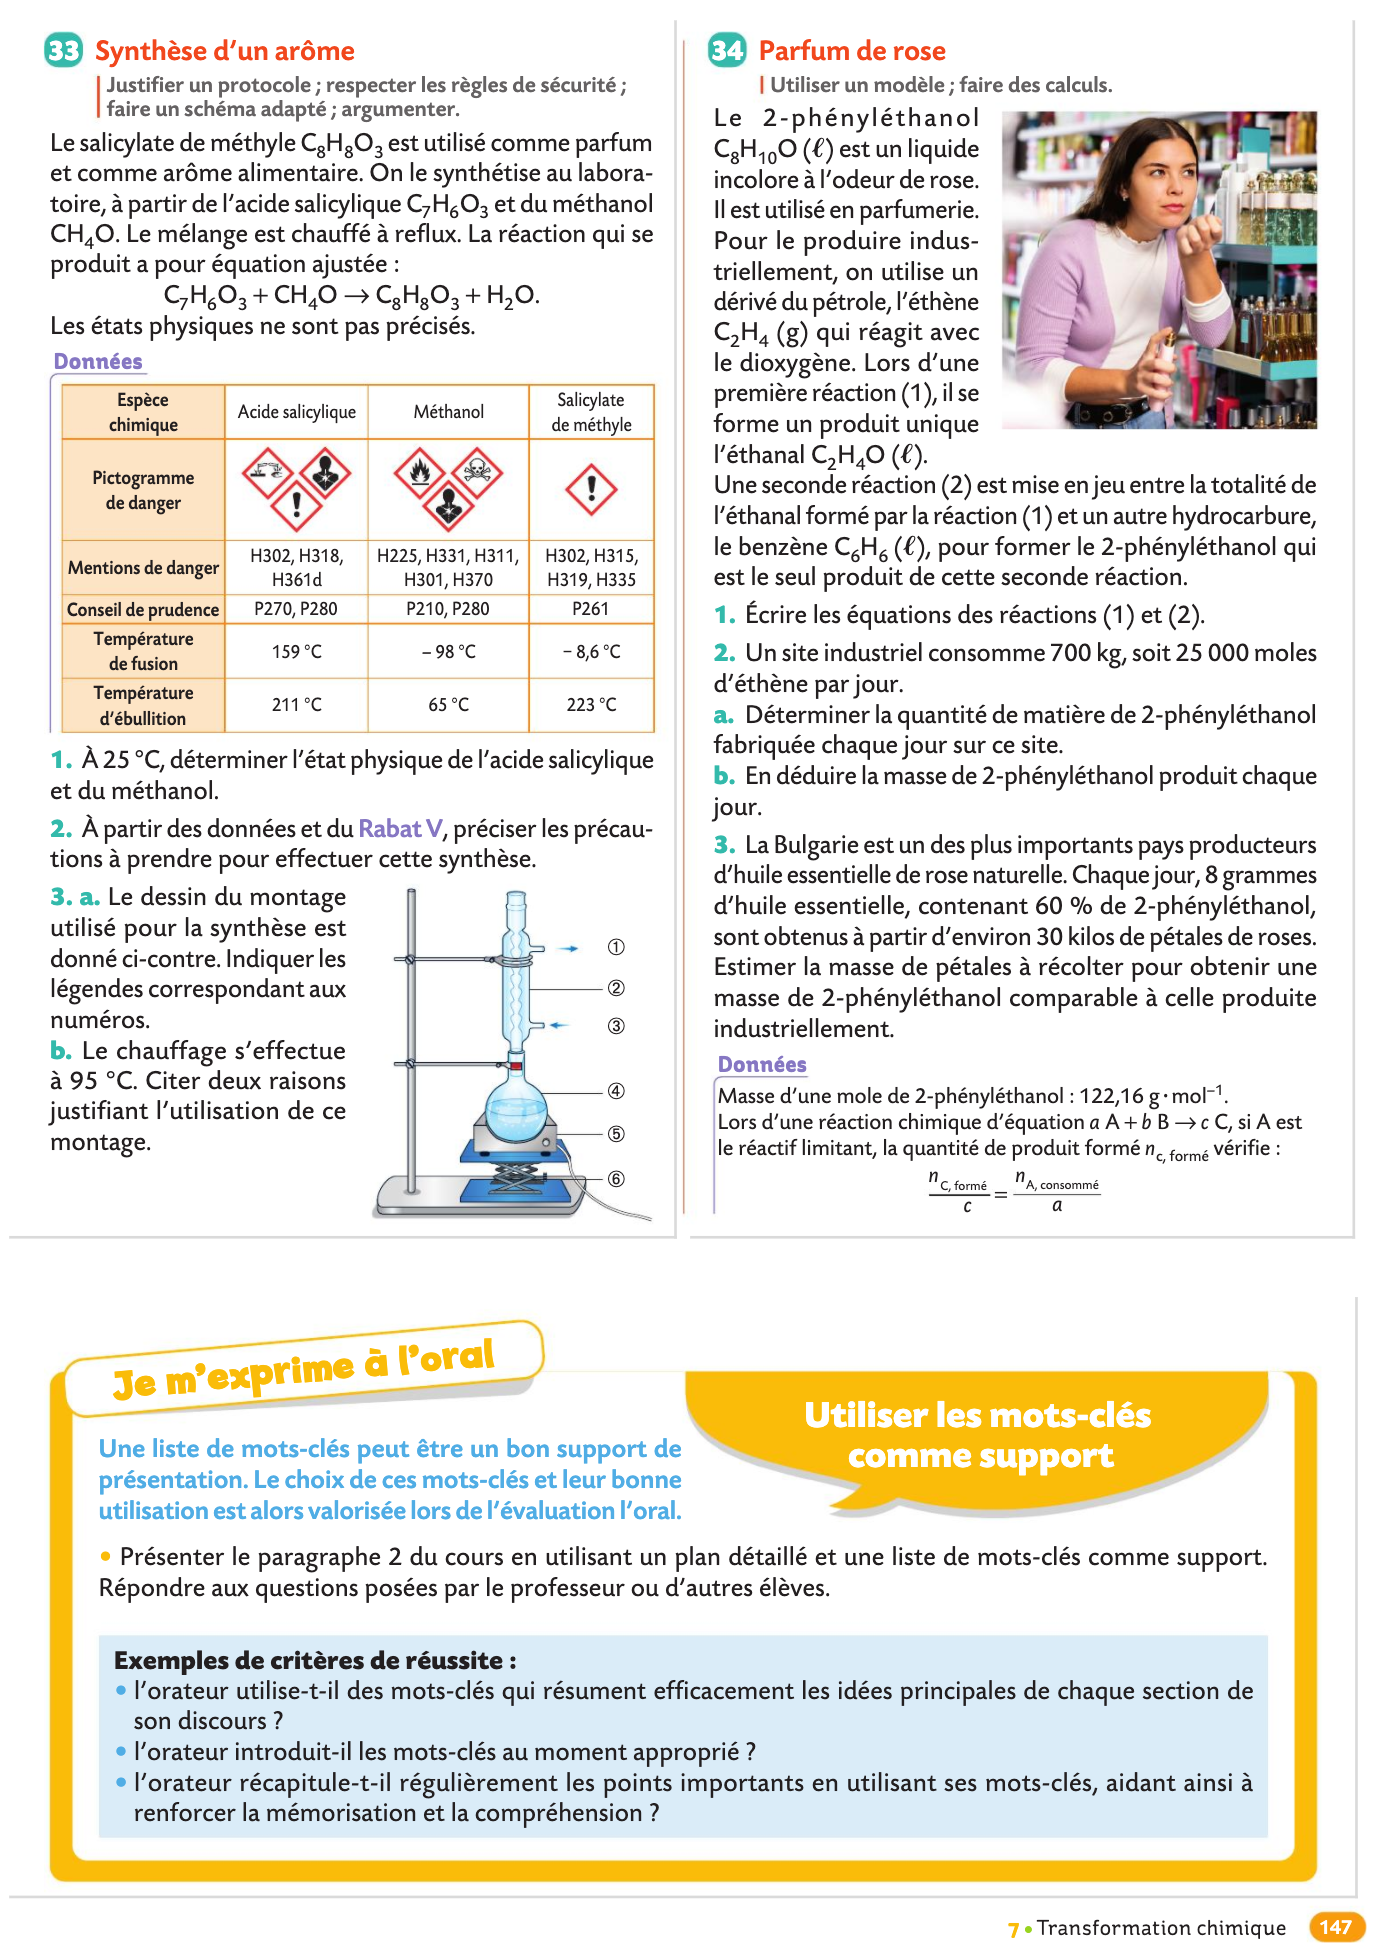 33 Synthèse d'un arôme
Justifier un protocole ; respecter les règles de sécurité ;
faire un schéma adapté ; argumenter.
Le salicylate de méthyle C₈H₈O₃ est utilisé comme parfum
et comme arôme alimentaire. On le synthétise au labora-
toire, à partir de l'acide salicylique C₇H₆O₃ et du méthanol
CH₄O. Le mélange est chauffé à reflux. La réaction qui se
produit a pour équation ajustée :
C₇H₆O₃ + CH₄O → C₈H₈O₃ + H₂O.
Les états physiques ne sont pas précisés.
Données
Espèce chimique | Acide salicylique | Méthanol | Salicylate de méthyle
Pictogramme de danger
Mentions de danger | H302, H318, H361d | H225, H331, H311, H301, H370 | H302, H315, H319, H335
Conseil de prudence | P270, P280 | P210, P280 | P261
Température de fusion | 159 °C | – 98 °C | – 8,6 °C
Température d'ébullition | 211 °C | 65 °C | 223 °C
1. À 25 °C, déterminer l'état physique de l'acide salicylique
et du méthanol.
2. À partir des données et du Rabat V, préciser les précau-
tions à prendre pour effectuer cette synthèse.
3. a. Le dessin du montage
utilisé pour la synthèse est
donné ci-contre. Indiquer les
légendes correspondant aux
numéros.
b. Le chauffage s'effectue
à 95 °C. Citer deux raisons
justifiant l'utilisation de ce
montage.
①
②
③
④
⑤
⑥
34 Parfum de rose
Utiliser un modèle ; faire des calculs.
Le 2-phényléthanol
C₈H₁₀O (ℓ) est un liquide
incolore à l'odeur de rose.
Il est utilisé en parfumerie.
Pour le produire indus-
triellement, on utilise un
dérivé du pétrole, l'éthène
C₂H₄ (g) qui réagit avec
le dioxygène. Lors d'une
première réaction (1), il se
forme un produit unique
l'éthanal C₂H₄O (ℓ).
Une seconde réaction (2) est mise en jeu entre la totalité de
l'éthanal formé par la réaction (1) et un autre hydrocarbure,
le benzène C₆H₆ (ℓ), pour former le 2-phényléthanol qui
est le seul produit de cette seconde réaction.
1. Écrire les équations des réactions (1) et (2).
2. Un site industriel consomme 700 kg, soit 25 000 moles
d'éthène par jour.
a. Déterminer la quantité de matière de 2-phényléthanol
fabriquée chaque jour sur ce site.
b. En déduire la masse de 2-phényléthanol produit chaque
jour.
3. La Bulgarie est un des plus importants pays producteurs
d'huile essentielle de rose naturelle. Chaque jour, 8 grammes
d'huile essentielle, contenant 60 % de 2-phényléthanol,
sont obtenus à partir d'environ 30 kilos de pétales de roses.
Estimer la masse de pétales à récolter pour obtenir une
masse de 2-phényléthanol comparable à celle produite
industriellement.
Données
Masse d'une mole de 2-phényléthanol : 122,16 g · mol⁻¹.
Lors d'une réaction chimique d'équation a A + b B → c C, si A est
le réactif limitant, la quantité de produit formé n c, formé vérifie :
n C, formé / c = n A, consommé / a
Je m'exprime à l'oral
Utiliser les mots-clés
comme support
Une liste de mots-clés peut être un bon support de
présentation. Le choix de ces mots-clés et leur bonne
utilisation est alors valorisée lors de l'évaluation l'oral.
• Présenter le paragraphe 2 du cours en utilisant un plan détaillé et une liste de mots-clés comme support.
Répondre aux questions posées par le professeur ou d'autres élèves.
Exemples de critères de réussite :
• l'orateur utilise-t-il des mots-clés qui résument efficacement les idées principales de chaque section de
son discours ?
• l'orateur introduit-il les mots-clés au moment approprié ?
• l'orateur récapitule-t-il régulièrement les points importants en utilisant ses mots-clés, aidant ainsi à
renforcer la mémorisation et la compréhension ?
7 • Transformation chimique 147